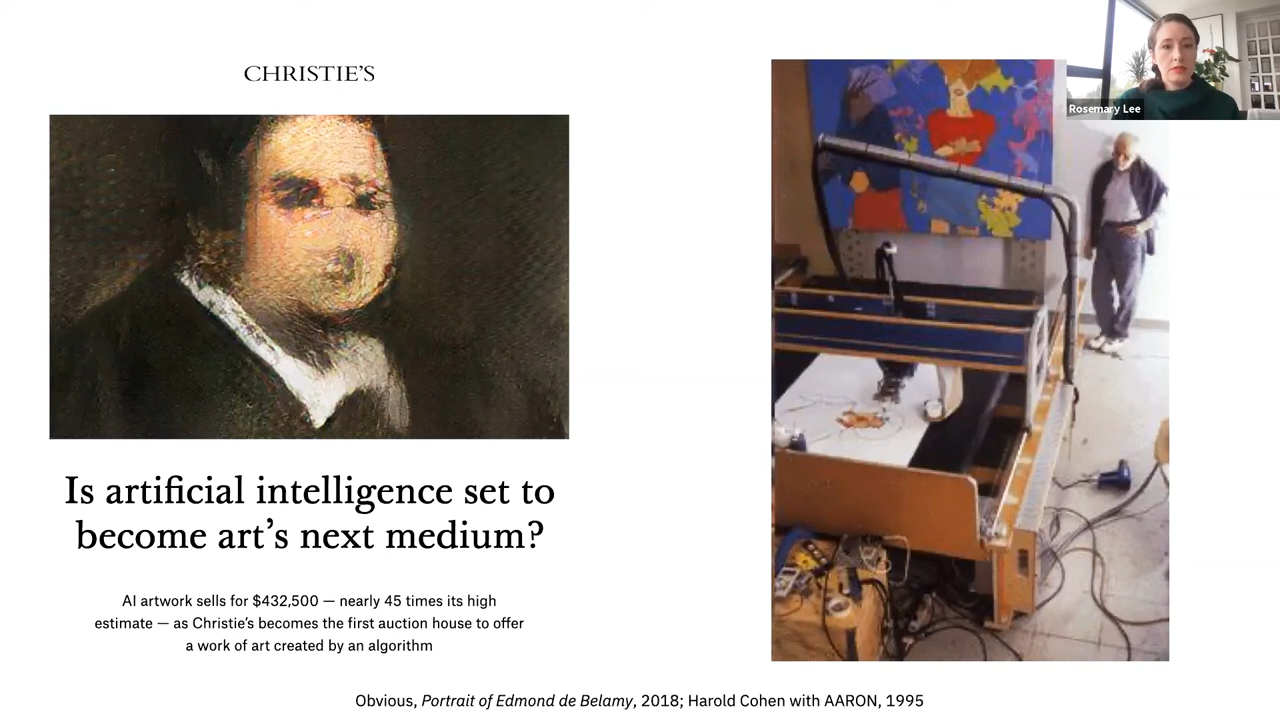 CHRISTIE'S
Rosemary Lee
Is artificial intelligence set to
become art's next medium?
AI artwork sells for $432,500 — nearly 45 times its high
estimate — as Christie's becomes the first auction house to offer
a work of art created by an algorithm
Obvious, Portrait of Edmond de Belamy, 2018; Harold Cohen with AARON, 1995